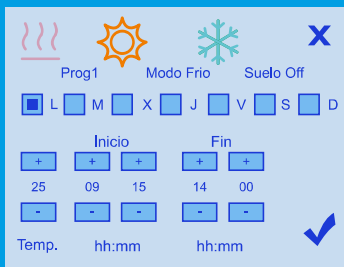 X
Prog1 Modo Frio Suelo Off
L M X J V S D
Inicio Fin
+ + + + +
25 09 15 14 00
- - - - -
Temp. hh:mm hh:mm